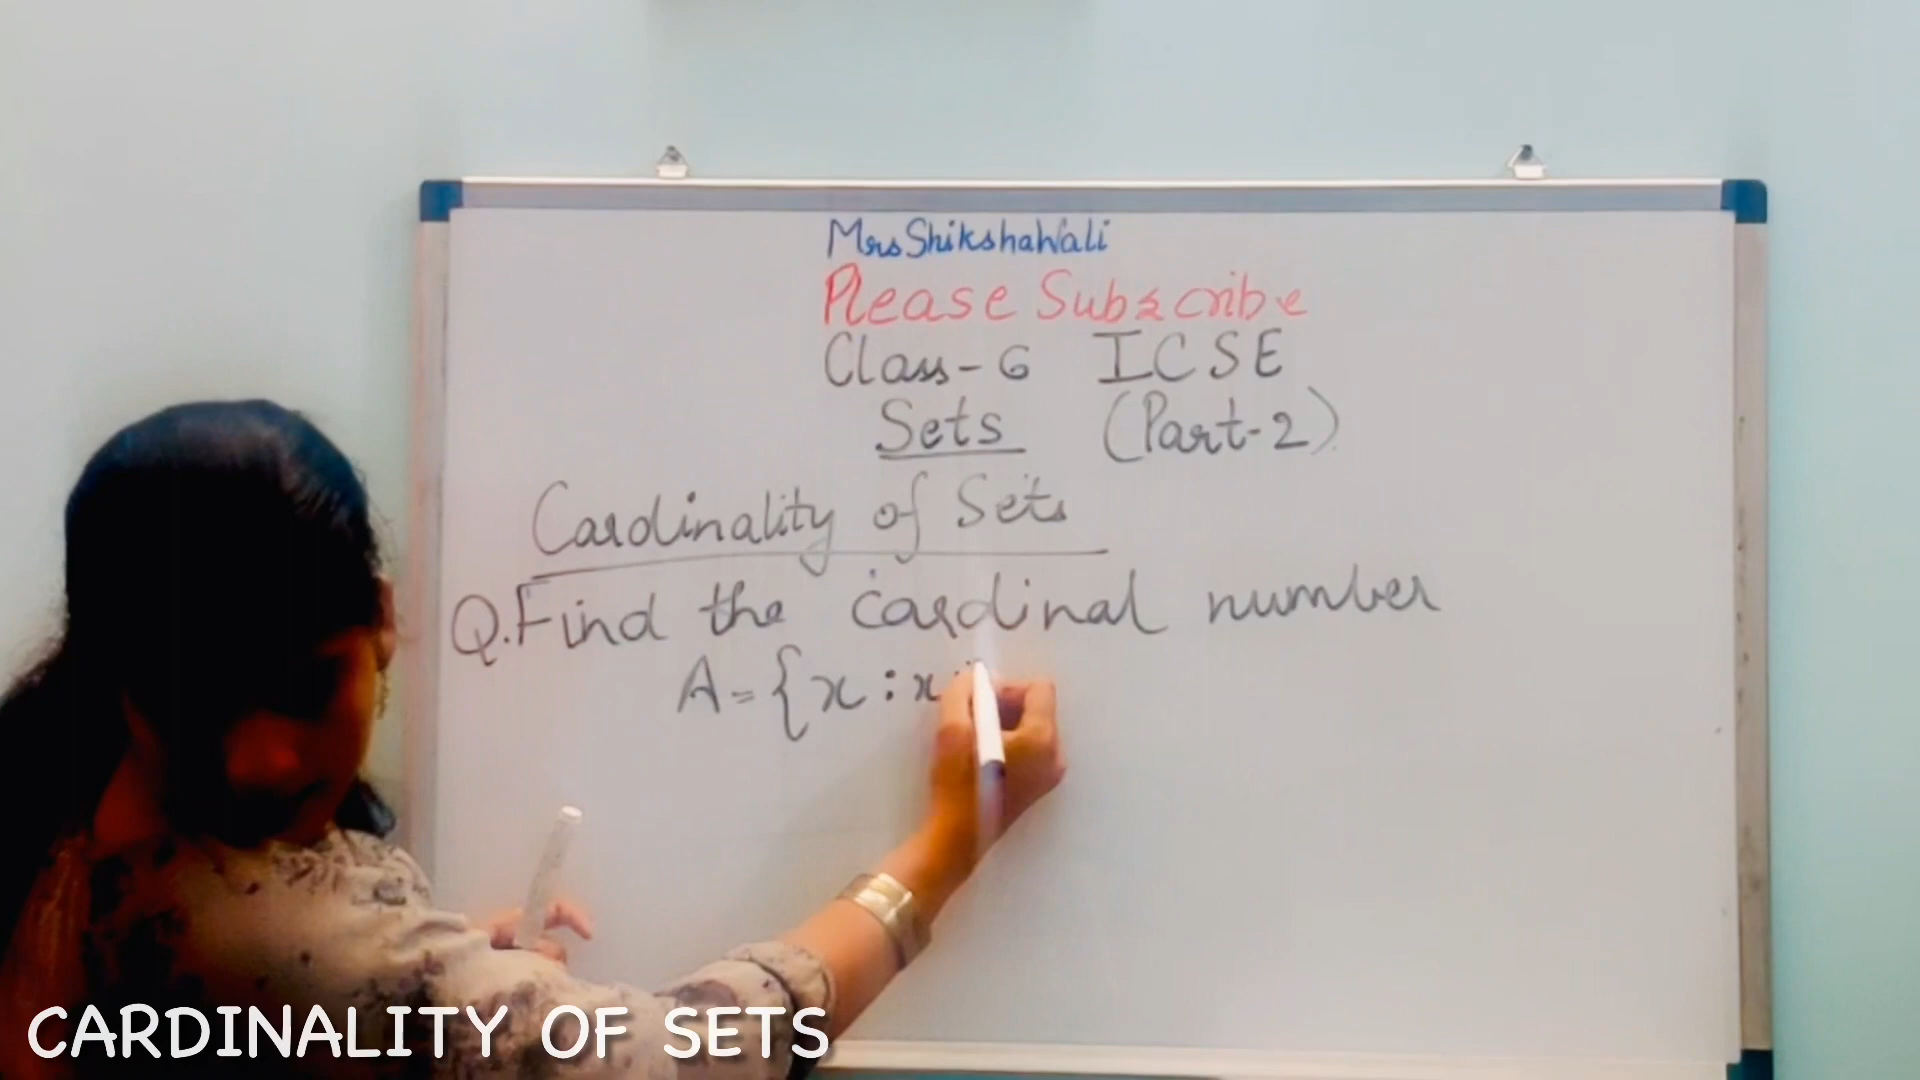 MrsShikshaWali
Please Subscribe
Class-6 ICSE
Sets (Part-2)
Cardinality of Sets
Q.Find the cardinal number
A={x:x
CARDINALITY OF SETS